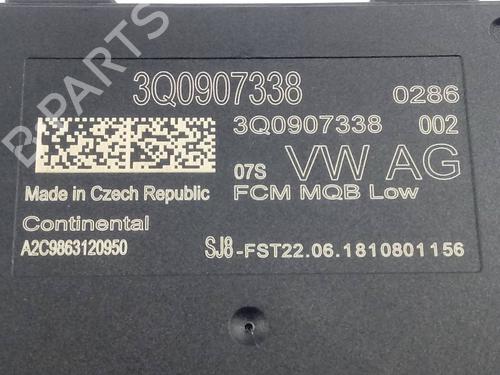 3Q0907338 0286
3Q0907338 002
07S VW AG
Made in Czech Republic FCM MQB Low
Continental
A2C9863120950 SJ8-FST22.06.1810801156
B-PARTS